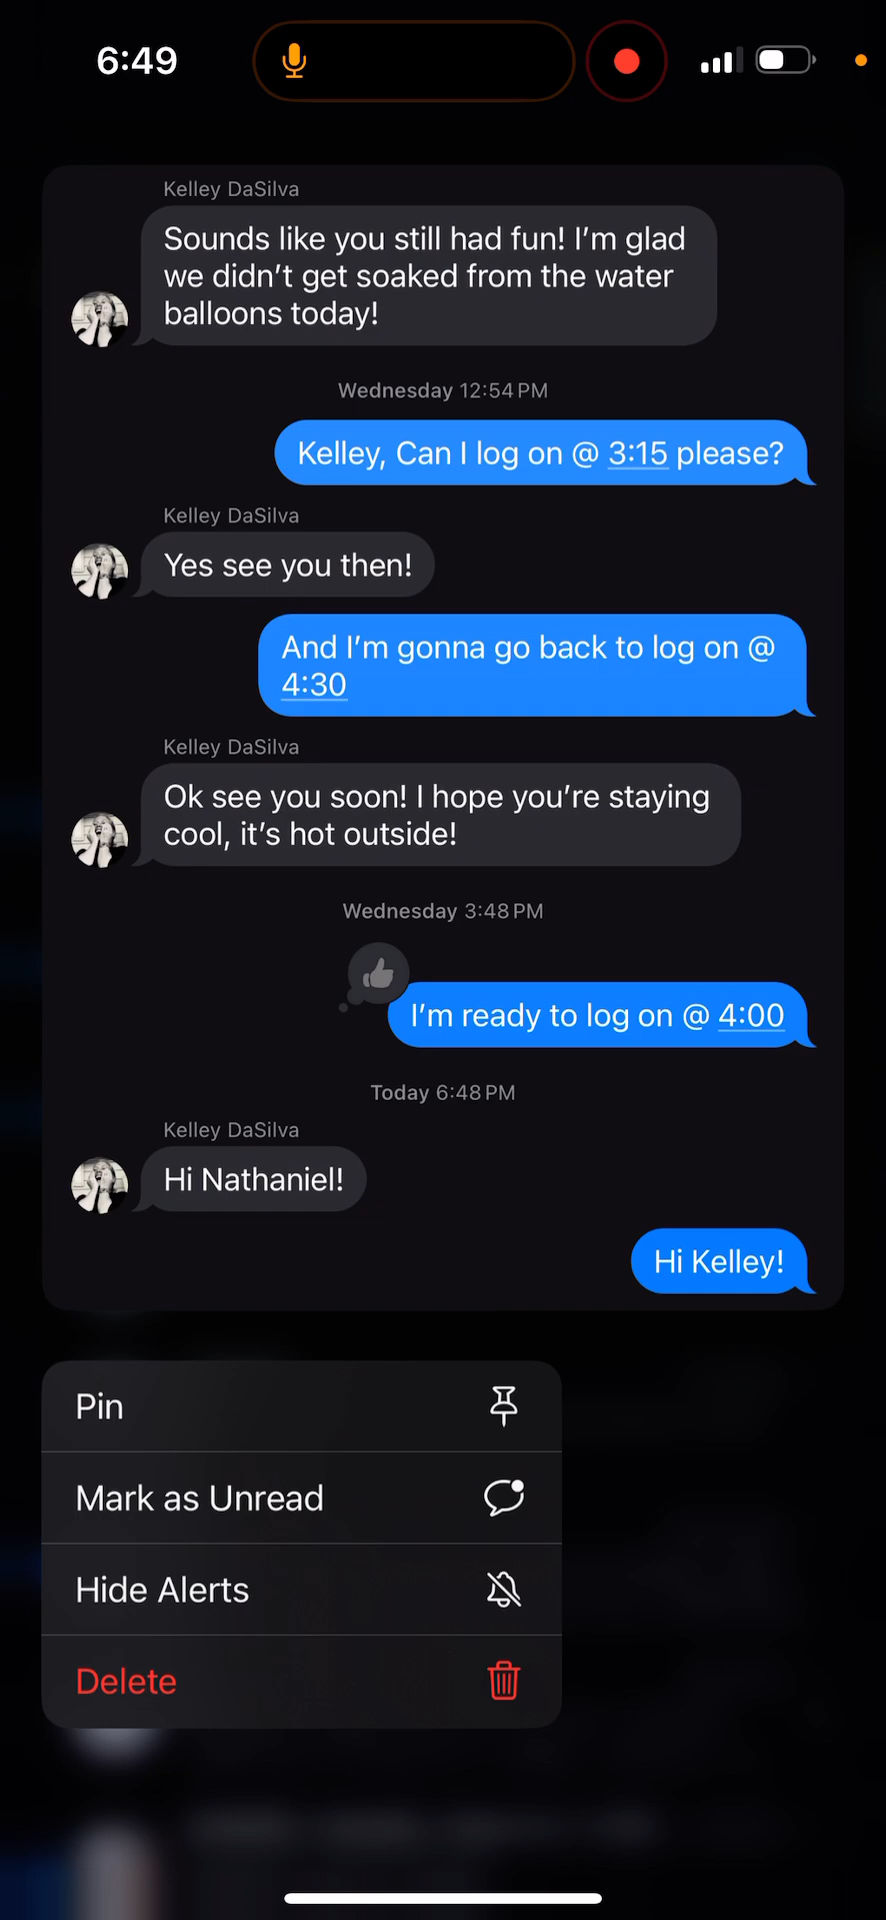 6:49
Kelley DaSilva
Sounds like you still had fun! I’m glad
we didn’t get soaked from the water
balloons today!
Wednesday 12:54 PM
Kelley, Can I log on @ 3:15 please?
Kelley DaSilva
Yes see you then!
And I’m gonna go back to log on @
4:30
Kelley DaSilva
Ok see you soon! I hope you’re staying
cool, it’s hot outside!
Wednesday 3:48 PM
I’m ready to log on @ 4:00
Today 6:48 PM
Kelley DaSilva
Hi Nathaniel!
Hi Kelley!
Pin
Mark as Unread
Hide Alerts
Delete